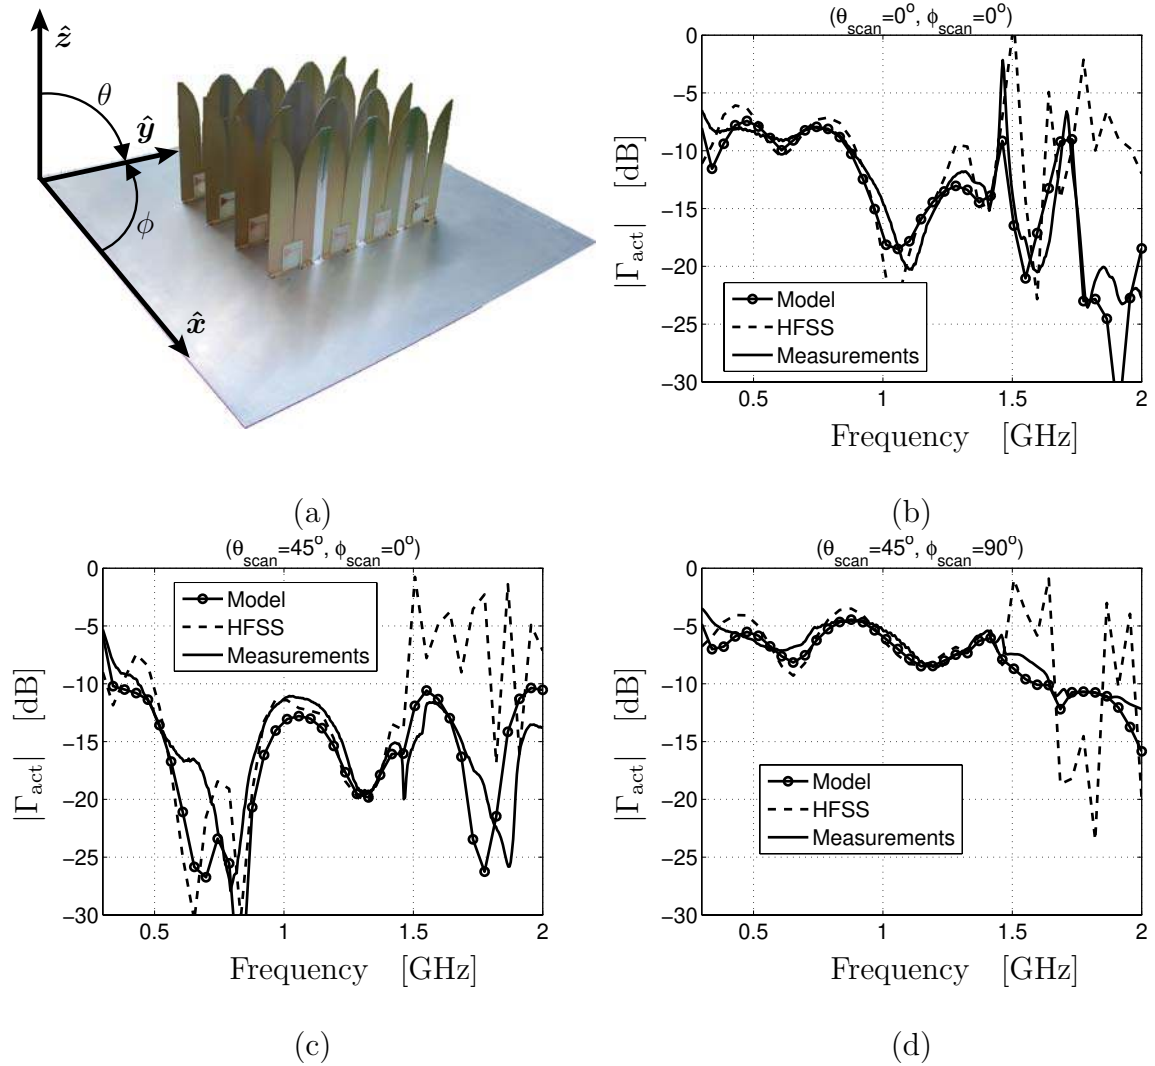 ẑ
θ
ŷ
ϕ
x̂
(a)
(θscan=0°, ϕscan=0°)
0
−5
−10
−15
−20
−25
−30
|Γact| [dB]
Model
HFSS
Measurements
0.5
1
1.5
2
Frequency [GHz]
(b)
(θscan=45°, ϕscan=0°)
0
−5
−10
−15
−20
−25
−30
|Γact| [dB]
Model
HFSS
Measurements
0.5
1
1.5
2
Frequency [GHz]
(c)
(θscan=45°, ϕscan=90°)
0
−5
−10
−15
−20
−25
−30
|Γact| [dB]
Model
HFSS
Measurements
0.5
1
1.5
2
Frequency [GHz]
(d)